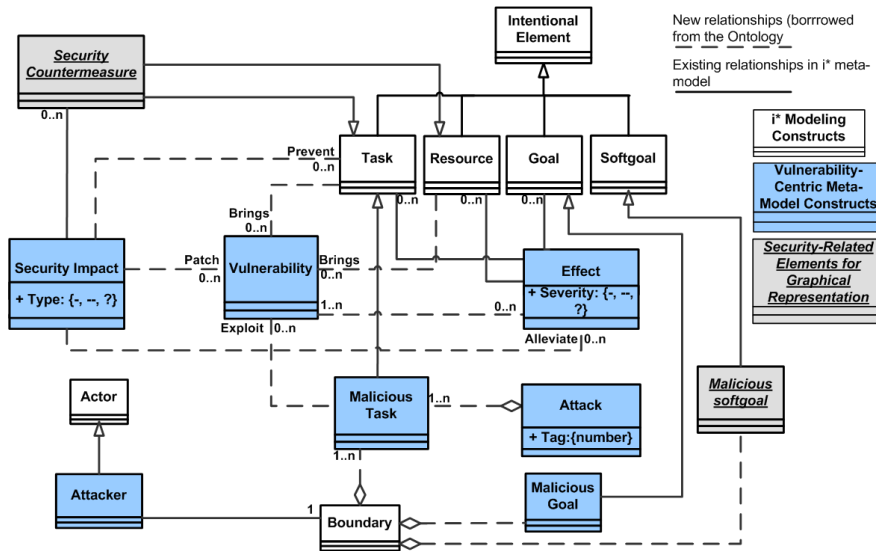 Intentional
Element
New relationships (borrrowed
from the Ontology
Existing relationships in i* meta-
model
Security
Countermeasure
0..n
i* Modeling
Constructs
Task
Resource
Goal
Softgoal
Prevent
0..n
0..n
0..n
0..n
Vulnerability-
Centric Meta-
Model Constructs
Brings
0..n
Security Impact
+ Type: {-, --, ?}
Patch
0..n
Vulnerability
Brings
0..n
1..n
0..n
Effect
+ Severity: {-, --,
?}
Security-Related
Elements for
Graphical
Representation
Exploit
0..n
Alleviate
0..n
Actor
Malicious
Task
1..n
1..n
Attack
+ Tag:{number}
Malicious
softgoal
Attacker
1
Boundary
Malicious
Goal